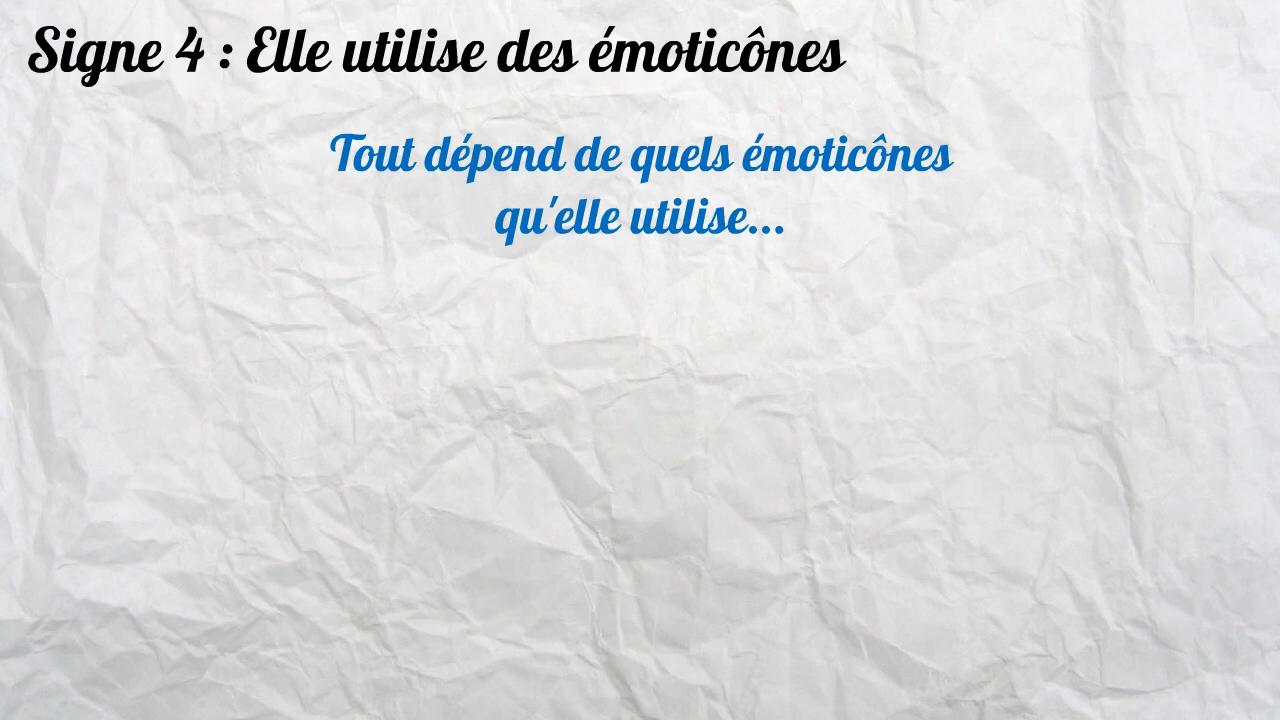 Signe 4 : Elle utilise des émoticônes
Tout dépend de quels émoticônes
qu'elle utilise...